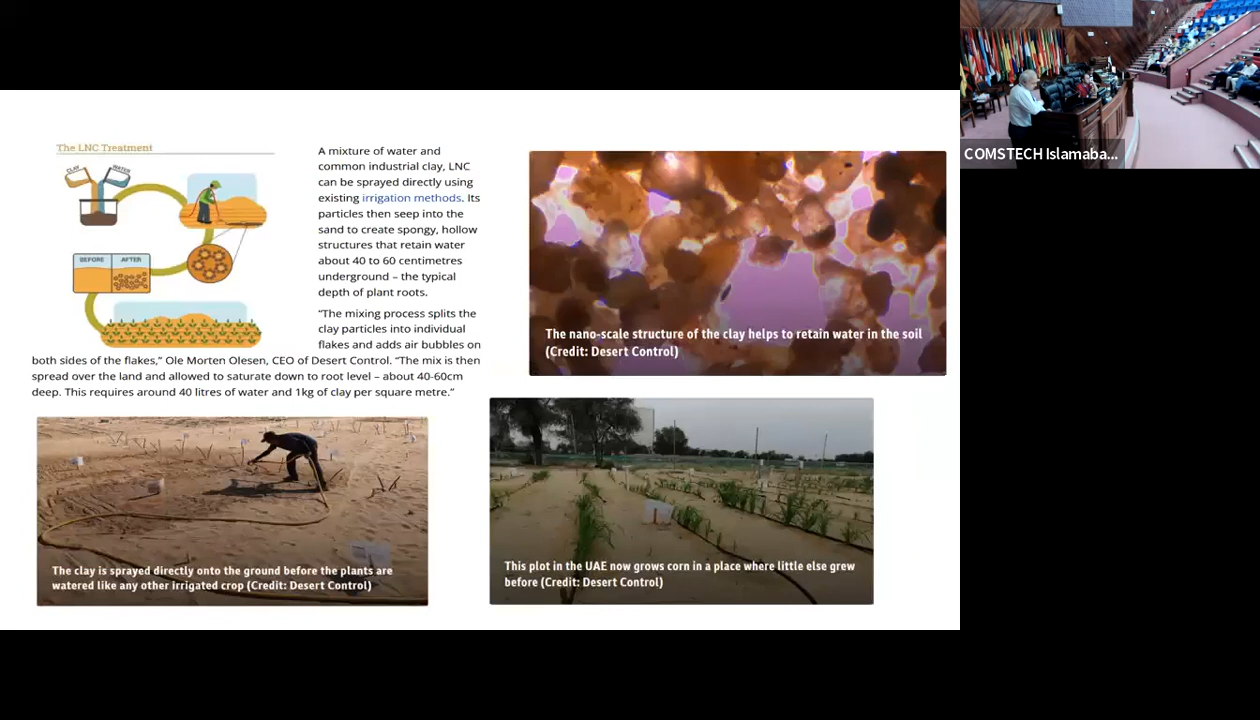 The LNC Treatment
CLAY
WATER
BEFORE
AFTER
A mixture of water and
common industrial clay, LNC
can be sprayed directly using
existing irrigation methods. Its
particles then seep into the
sand to create spongy, hollow
structures that retain water
about 40 to 60 centimetres
underground – the typical
depth of plant roots.
“The mixing process splits the
clay particles into individual
flakes and adds air bubbles on
both sides of the flakes,” Ole Morten Olesen, CEO of Desert Control. “The mix is then
spread over the land and allowed to saturate down to root level – about 40-60cm
deep. This requires around 40 litres of water and 1kg of clay per square metre.”
The nano-scale structure of the clay helps to retain water in the soil
(Credit: Desert Control)
The clay is sprayed directly onto the ground before the plants are
watered like any other irrigated crop (Credit: Desert Control)
This plot in the UAE now grows corn in a place where little else grew
before (Credit: Desert Control)
COMSTECH Islamaba...